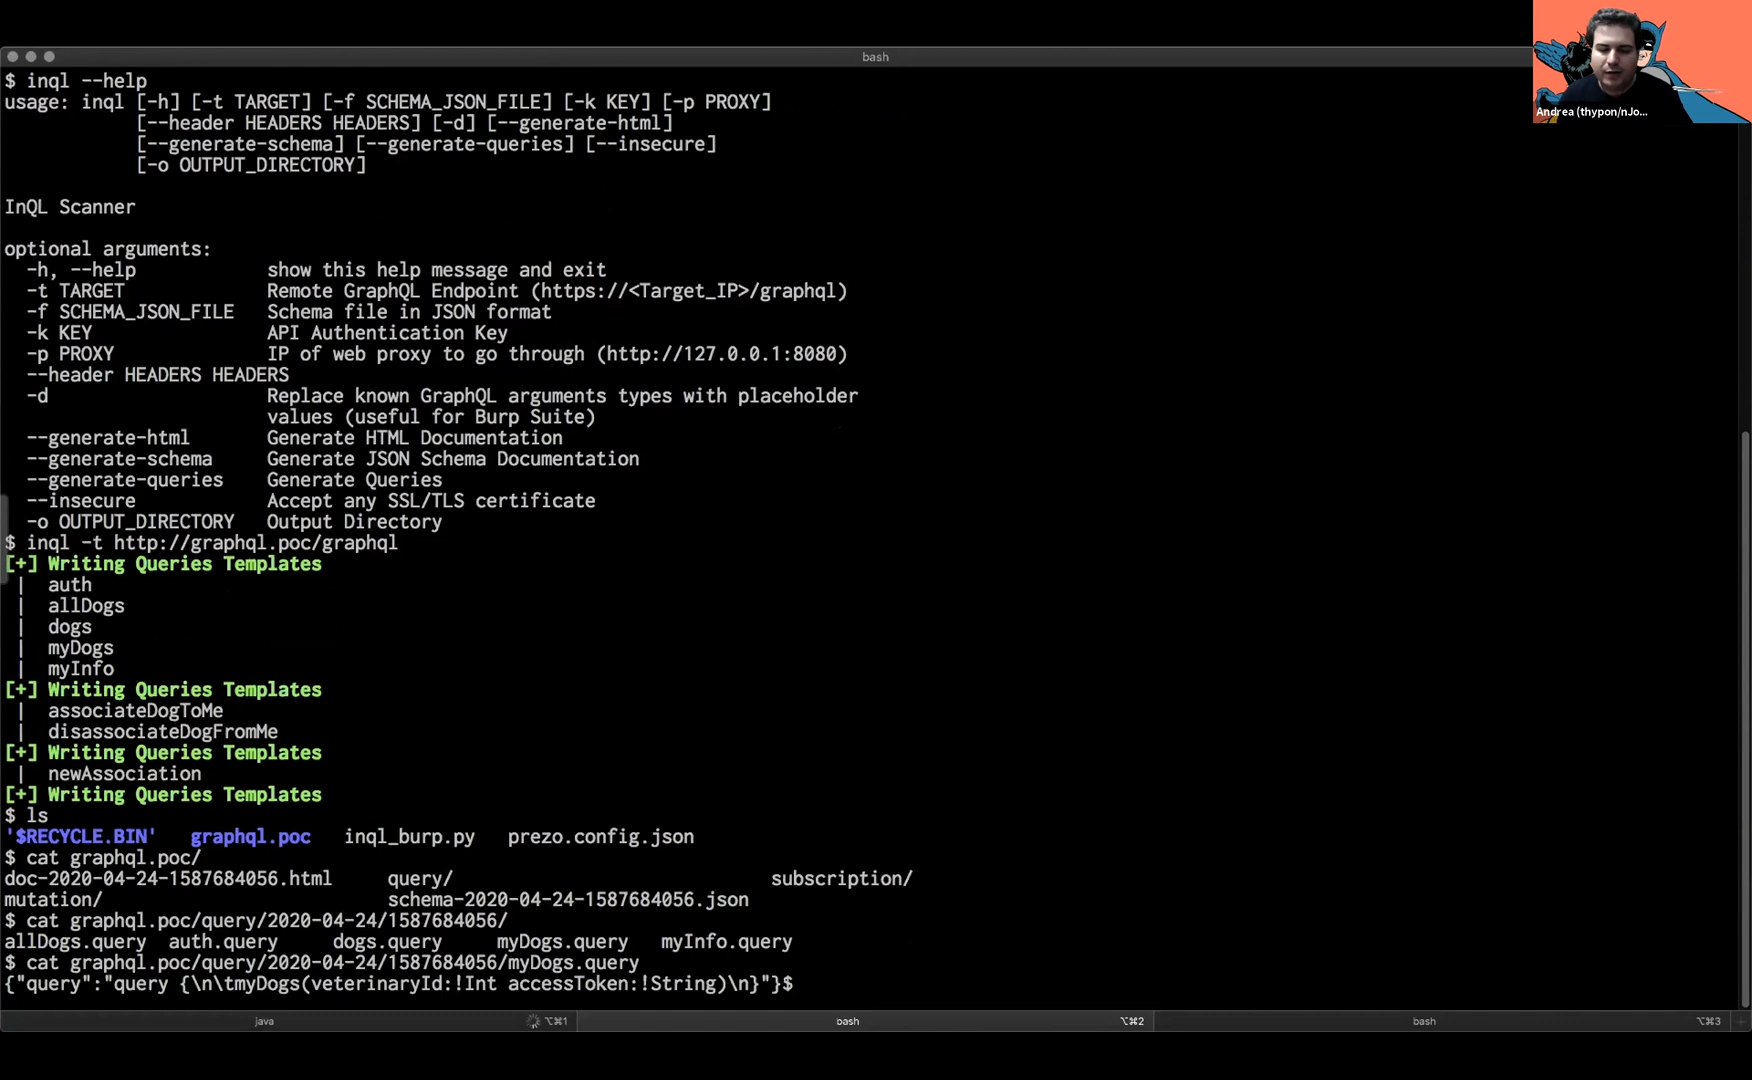 bash
Andrea (thypon/nJo...
$ inql --help
usage: inql [-h] [-t TARGET] [-f SCHEMA_JSON_FILE] [-k KEY] [-p PROXY]
            [--header HEADERS HEADERS] [-d] [--generate-html]
            [--generate-schema] [--generate-queries] [--insecure]
            [-o OUTPUT_DIRECTORY]
InQL Scanner
optional arguments:
  -h, --help            show this help message and exit
  -t TARGET             Remote GraphQL Endpoint (https://<Target_IP>/graphql)
  -f SCHEMA_JSON_FILE   Schema file in JSON format
  -k KEY                API Authentication Key
  -p PROXY              IP of web proxy to go through (http://127.0.0.1:8080)
  --header HEADERS HEADERS
  -d                    Replace known GraphQL arguments types with placeholder
                        values (useful for Burp Suite)
  --generate-html       Generate HTML Documentation
  --generate-schema     Generate JSON Schema Documentation
  --generate-queries    Generate Queries
  --insecure            Accept any SSL/TLS certificate
  -o OUTPUT_DIRECTORY   Output Directory
$ inql -t http://graphql.poc/graphql
[+] Writing Queries Templates
 |  auth
 |  allDogs
 |  dogs
 |  myDogs
 |  myInfo
[+] Writing Queries Templates
 |  associateDogToMe
 |  disassociateDogFromMe
[+] Writing Queries Templates
 |  newAssociation
[+] Writing Queries Templates
$ ls
'$RECYCLE.BIN'   graphql.poc   inql_burp.py   prezo.config.json
$ cat graphql.poc/
doc-2020-04-24-1587684056.html     query/                             subscription/
mutation/                          schema-2020-04-24-1587684056.json
$ cat graphql.poc/query/2020-04-24/1587684056/
allDogs.query  auth.query     dogs.query     myDogs.query   myInfo.query
$ cat graphql.poc/query/2020-04-24/1587684056/myDogs.query
{"query":"query {\n\tmyDogs(veterinaryId:!Int accessToken:!String)\n}"}$
java ⌥⌘1 bash ⌥⌘2 bash ⌥⌘3